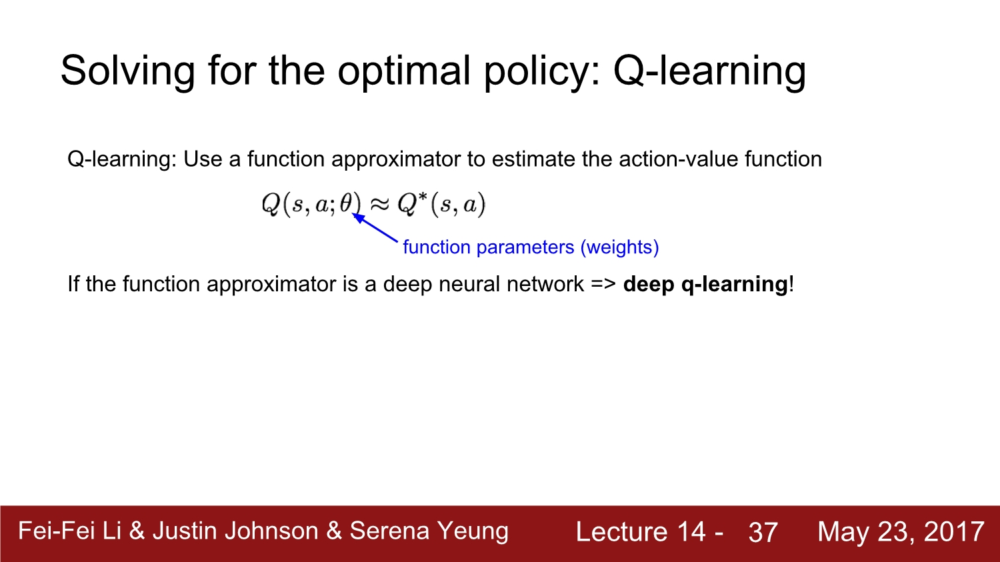 Solving for the optimal policy: Q-learning
Q-learning: Use a function approximator to estimate the action-value function
Q(s, a; θ) ≈ Q*(s, a)
function parameters (weights)
If the function approximator is a deep neural network => deep q-learning!
Fei-Fei Li & Justin Johnson & Serena Yeung Lecture 14 - 37 May 23, 2017